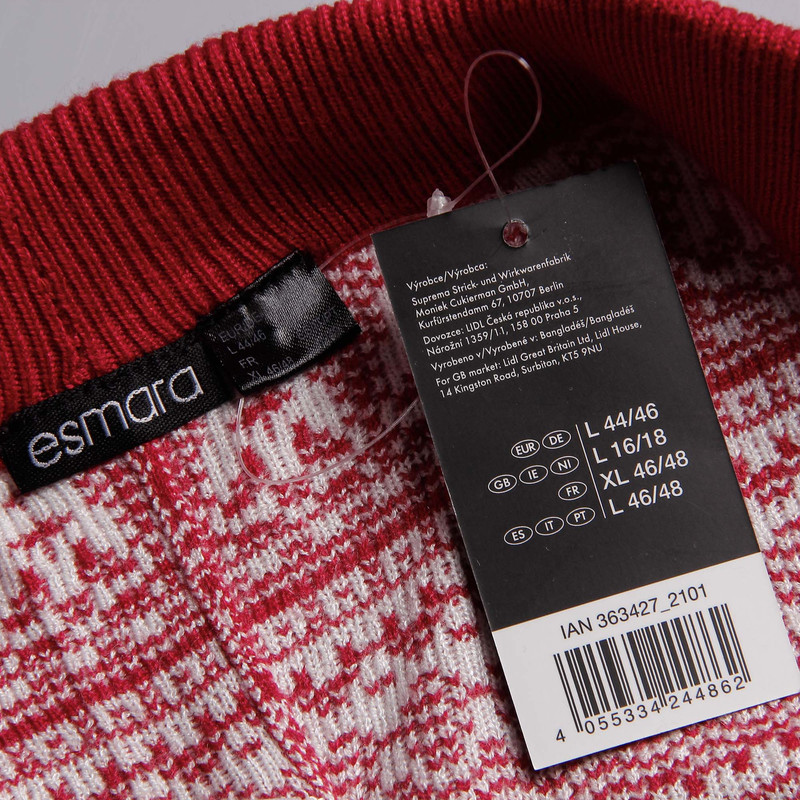 Výrobce/Výrobca:
Suprema Strick- und Wirkwarenfabrik
Moniek Cukierman GmbH,
Kurfürstendamm 67, 10707 Berlin
Dovozce: LIDL Česká republika v.o.s.,
Nárožní 1359/11, 158 00 Praha 5
Vyrobeno v/Vyrobené v: Bangladéš/Bangladéš
For GB market: Lidl Great Britain Ltd, Lidl House,
14 Kingston Road, Surbiton, KT5 9NU
EUR DE L 44/46
GB IE NI L 16/18
FR XL 46/48
ES IT PT L 46/48
IAN 363427_2101
4 055334 244862
esmara
EUR/DE
L 44/46
FR
XL 46/48